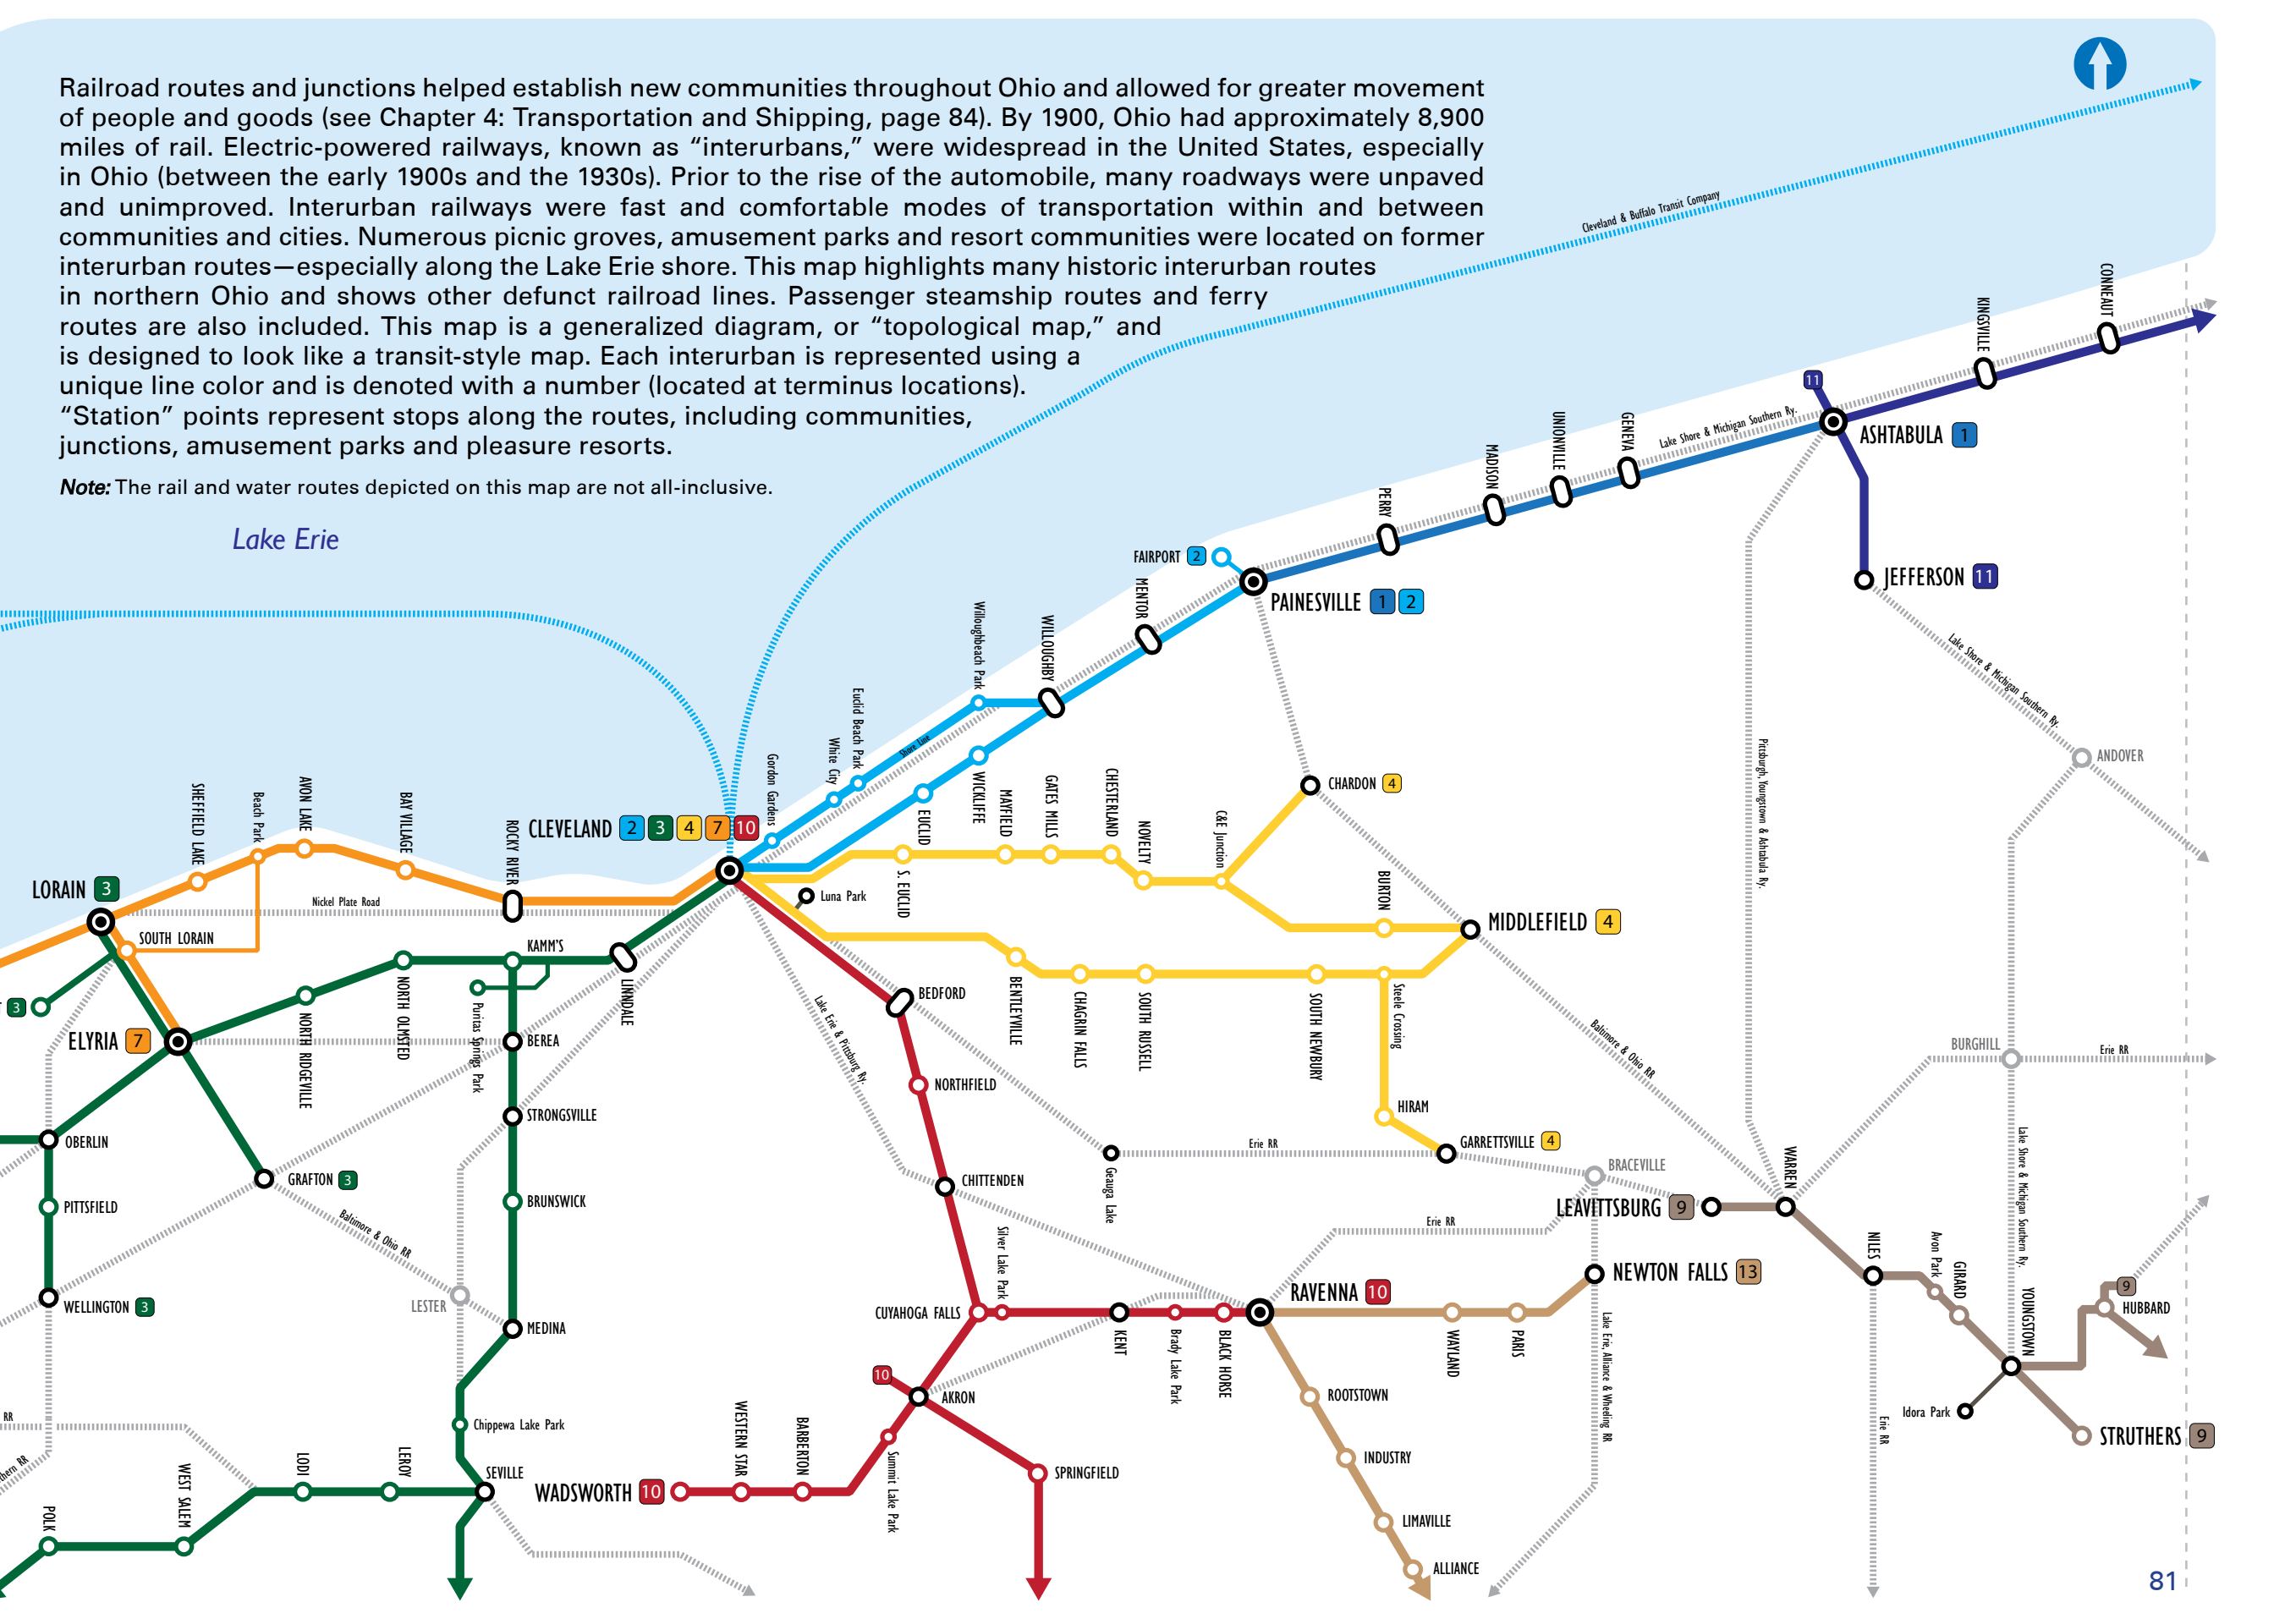 Railroad routes and junctions helped establish new communities throughout Ohio and allowed for greater movement
of people and goods (see Chapter 4: Transportation and Shipping, page 84). By 1900, Ohio had approximately 8,900
miles of rail. Electric-powered railways, known as “interurbans,” were widespread in the United States, especially
in Ohio (between the early 1900s and the 1930s). Prior to the rise of the automobile, many roadways were unpaved
and unimproved. Interurban railways were fast and comfortable modes of transportation within and between
communities and cities. Numerous picnic groves, amusement parks and resort communities were located on former
interurban routes—especially along the Lake Erie shore. This map highlights many historic interurban routes
in northern Ohio and shows other defunct railroad lines. Passenger steamship routes and ferry
routes are also included. This map is a generalized diagram, or “topological map,” and
is designed to look like a transit-style map. Each interurban is represented using a
unique line color and is denoted with a number (located at terminus locations).
“Station” points represent stops along the routes, including communities,
junctions, amusement parks and pleasure resorts.
Note: The rail and water routes depicted on this map are not all-inclusive.
Lake Erie
Cleveland & Buffalo Transit Company
CONNEAUT
KINGSVILLE
11
ASHTABULA 1
Lake Shore & Michigan Southern Ry.
GENEVA
UNIONVILLE
MADISON
PERRY
FAIRPORT 2
PAINESVILLE 1 2
JEFFERSON 11
MENTOR
WILLOUGHBY
Willoughbeach Park
Euclid Beach Park
White City
Gordon Gardens
Shore Line
WICKLIFFE
EUCLID
Lake Shore & Michigan Southern Ry.
ANDOVER
Pittsburgh, Youngstown & Ashtabula Ry.
CLEVELAND 2 3 4 7 10
SHEFFIELD LAKE
Beach Park
AVON LAKE
BAY VILLAGE
ROCKY RIVER
LORAIN 3
Nickel Plate Road
SOUTH LORAIN
3
ELYRIA 7
KAMM'S
LINNDALE
Puritas Springs Park
NORTH OLMSTED
NORTH RIDGEVILLE
BEREA
STRONGSVILLE
BRUNSWICK
Luna Park
S. EUCLID
MAYFIELD
GATES MILLS
CHESTERLAND
NOVELTY
C&E Junction
CHARDON 4
BURTON
MIDDLEFIELD 4
BEDFORD
BENTLEYVILLE
CHAGRIN FALLS
SOUTH RUSSELL
SOUTH NEWBURY
Steele Crossing
HIRAM
GARRETTSVILLE 4
Baltimore & Ohio RR
Lake Erie & Pittsburg Ry.
NORTHFIELD
Erie RR
Geauga Lake
CHITTENDEN
BURGHILL
Erie RR
Lake Shore & Michigan Southern Ry.
BRACEVILLE
WARREN
LEAVITTSBURG 9
Erie RR
OBERLIN
PITTSFIELD
WELLINGTON 3
GRAFTON 3
Baltimore & Ohio RR
LESTER
MEDINA
Chippewa Lake Park
SEVILLE
LEROY
LODI
WEST SALEM
POLK
RR
thern RR
CUYAHOGA FALLS
Silver Lake Park
KENT
Brady Lake Park
BLACK HORSE
RAVENNA 10
NEWTON FALLS 13
WAYLAND
PARIS
Lake Erie, Alliance & Wheeling RR
10
AKRON
Summit Lake Park
BARBERTON
WESTERN STAR
WADSWORTH 10
SPRINGFIELD
ROOTSTOWN
INDUSTRY
LIMAVILLE
ALLIANCE
NILES
Avon Park
GIRARD
YOUNGSTOWN
9
HUBBARD
Idora Park
Erie RR
STRUTHERS 9
81